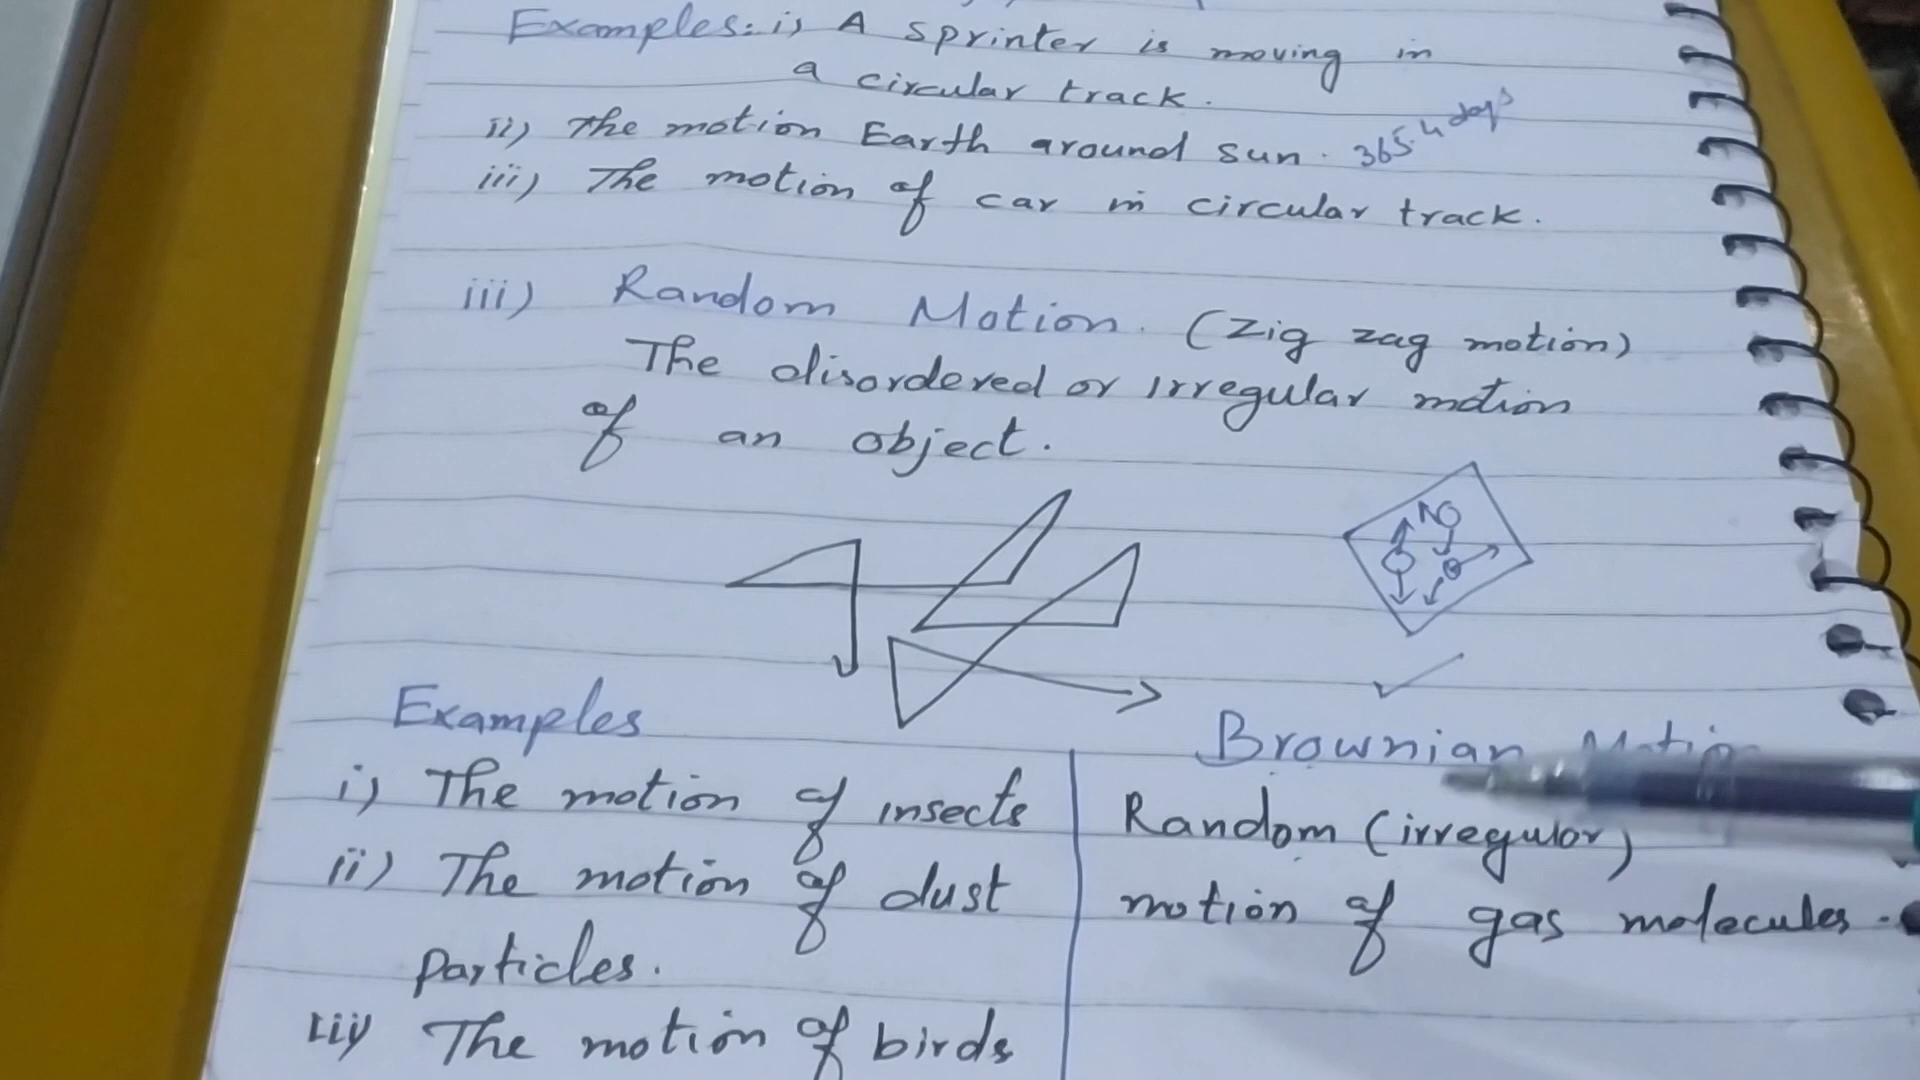 Examples: i) A sprinter is moving in
a circular track.
ii) The motion Earth around sun. 365.4 days
iii) The motion of car in circular track.
iii) Random Motion. (Zig zag motion)
The disordered or irregular motion
of an object.
Examples
i) The motion of insects
ii) The motion of dust
particles.
iii) The motion of birds
Brownian Motion
Random (irregular)
motion of gas molecules.